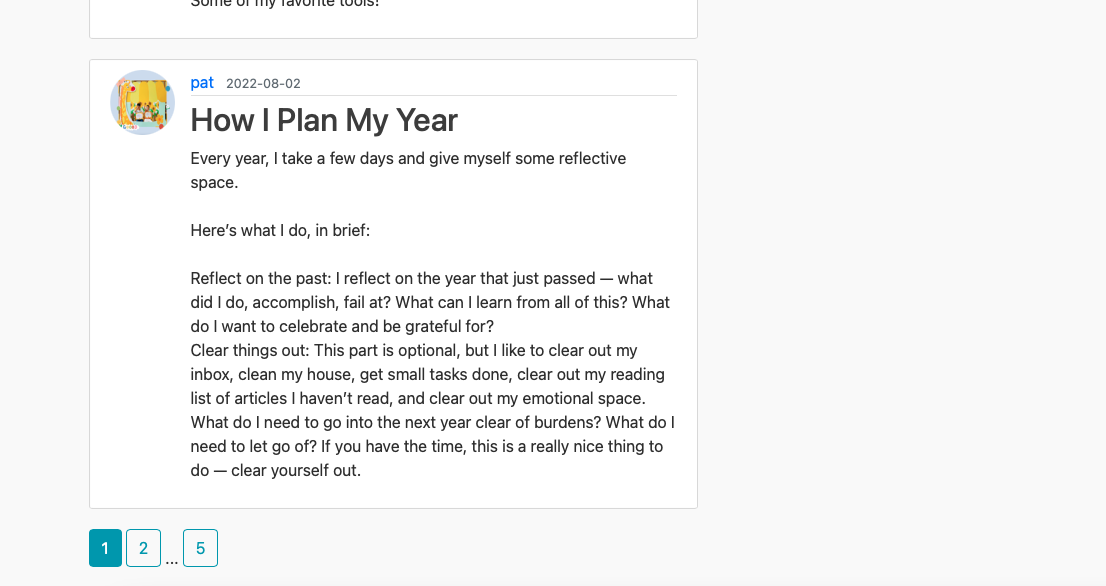 Some of my favorite tools!
pat 2022-08-02
How I Plan My Year
Every year, I take a few days and give myself some reflective
space.
Here’s what I do, in brief:
Reflect on the past: I reflect on the year that just passed — what
did I do, accomplish, fail at? What can I learn from all of this? What
do I want to celebrate and be grateful for?
Clear things out: This part is optional, but I like to clear out my
inbox, clean my house, get small tasks done, clear out my reading
list of articles I haven’t read, and clear out my emotional space.
What do I need to go into the next year clear of burdens? What do I
need to let go of? If you have the time, this is a really nice thing to
do — clear yourself out.
1 2 ... 5